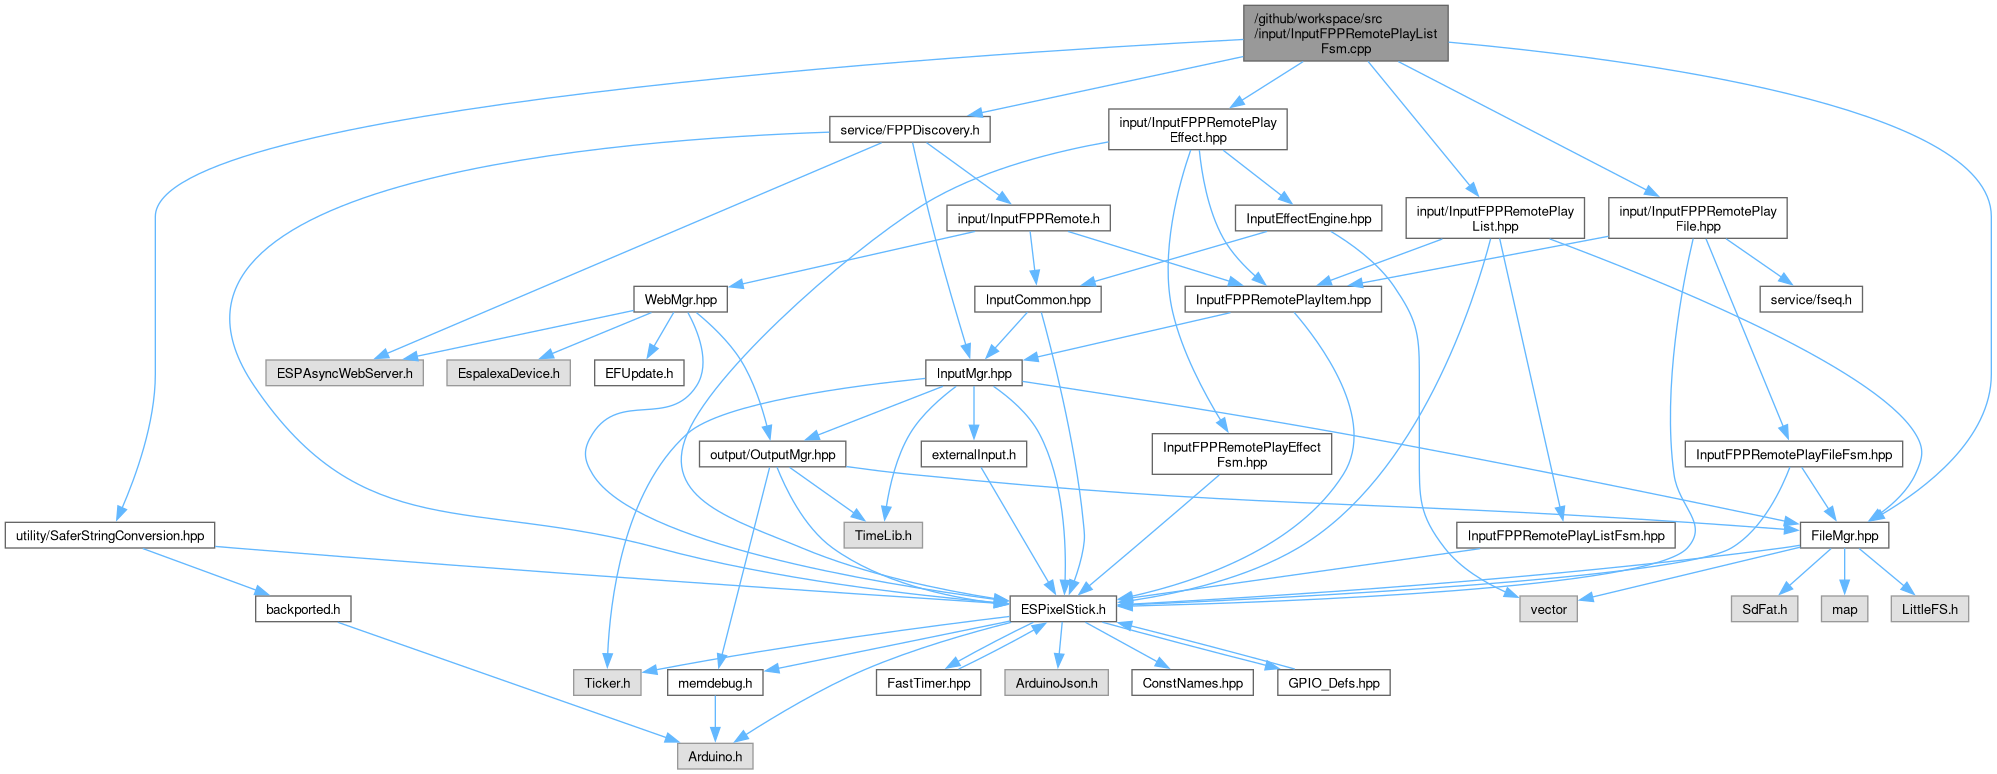 /github/workspace/src
/input/InputFPPRemotePlayList
Fsm.cpp
service/FPPDiscovery.h
input/InputFPPRemotePlay
Effect.hpp
input/InputFPPRemote.h
InputEffectEngine.hpp
input/InputFPPRemotePlay
List.hpp
input/InputFPPRemotePlay
File.hpp
WebMgr.hpp
InputCommon.hpp
InputFPPRemotePlayItem.hpp
service/fseq.h
ESPAsyncWebServer.h
EspalexaDevice.h
EFUpdate.h
InputMgr.hpp
output/OutputMgr.hpp
externalInput.h
InputFPPRemotePlayEffect
Fsm.hpp
InputFPPRemotePlayFileFsm.hpp
utility/SaferStringConversion.hpp
TimeLib.h
InputFPPRemotePlayListFsm.hpp
FileMgr.hpp
backported.h
ESPixelStick.h
vector
SdFat.h
map
LittleFS.h
Ticker.h
memdebug.h
FastTimer.hpp
ArduinoJson.h
ConstNames.hpp
GPIO_Defs.hpp
Arduino.h